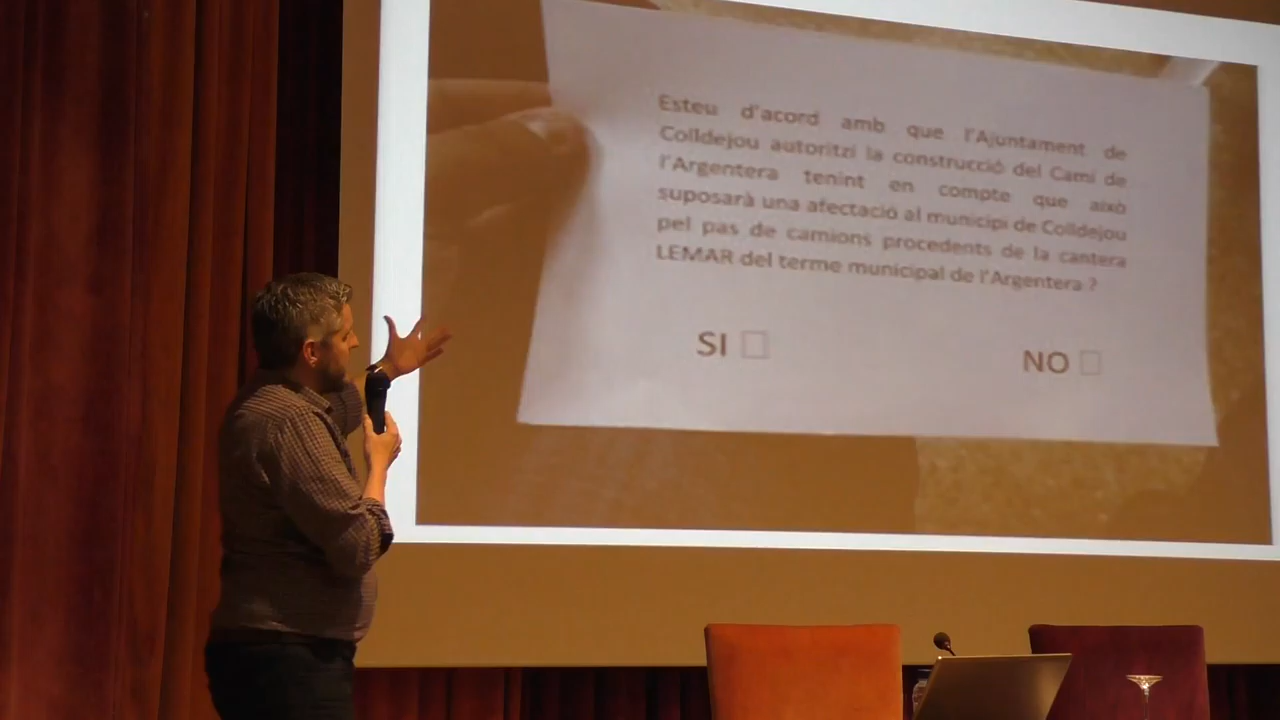 Esteu d'acord amb que l'Ajuntament de
Colldejou autoritzi la construcció del Camí de
l'Argentera tenint en compte que això
suposarà una afectació al municipi de Colldejou
pel pas de camions procedents de la cantera
LEMAR del terme municipal de l'Argentera ?
SI
NO